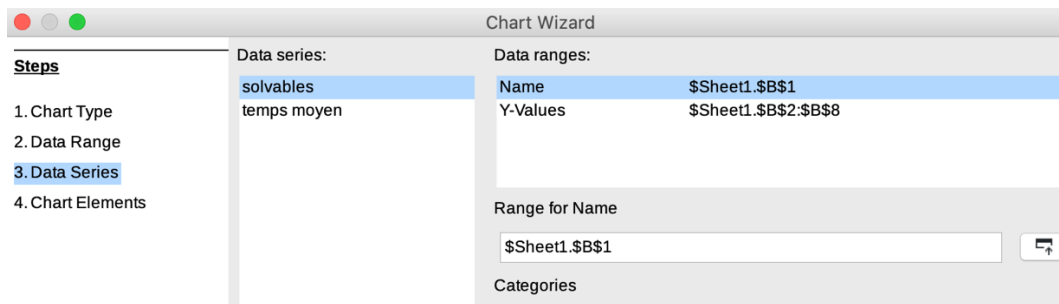 Chart Wizard
Steps
1. Chart Type
2. Data Range
3. Data Series
4. Chart Elements
Data series:
solvables
temps moyen
Data ranges:
Name $Sheet1.$B$1
Y-Values $Sheet1.$B$2:$B$8
Range for Name
$Sheet1.$B$1
Categories